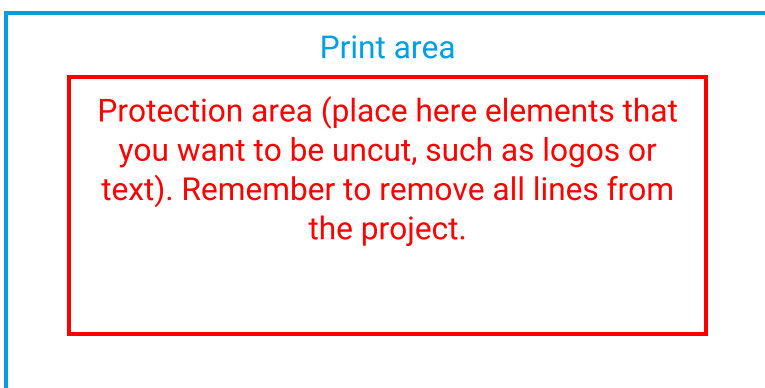 Print area
Protection area (place here elements that
you want to be uncut, such as logos or
text). Remember to remove all lines from
the project.